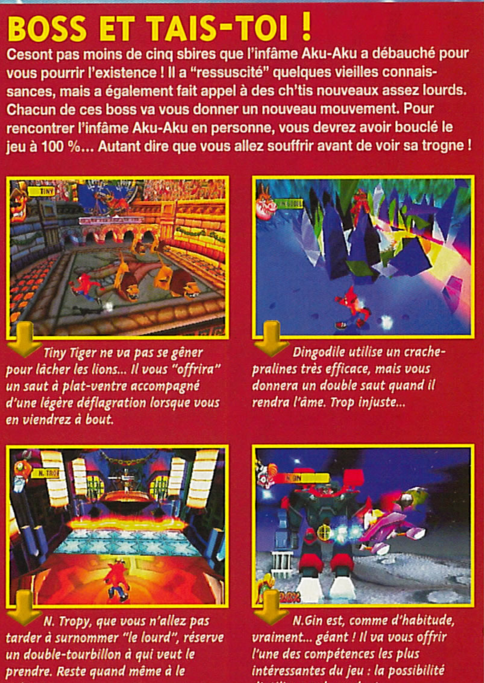 BOSS ET TAIS-TOI !
Cesont pas moins de cinq sbires que l'infâme Aku-Aku a débauché pour
vous pourrir l'existence ! Il a "ressuscité" quelques vieilles connais-
sances, mais a également fait appel à des ch'tis nouveaux assez lourds.
Chacun de ces boss va vous donner un nouveau mouvement. Pour
rencontrer l'infâme Aku-Aku en personne, vous devrez avoir bouclé le
jeu à 100 %... Autant dire que vous allez souffrir avant de voir sa trogne !
TINY
Tiny Tiger ne va pas se gêner
pour lâcher les lions... Il vous "offrira"
un saut à plat-ventre accompagné
d'une légère déflagration lorsque vous
en viendrez à bout.
Dingodile utilise un crache-
pralines très efficace, mais vous
donnera un double saut quand il
rendra l'âme. Trop injuste...
N. TRO
N. Tropy, que vous n'allez pas
tarder à surnommer "le lourd", réserve
un double-tourbillon à qui veut le
prendre. Reste quand même à le
N.Gin est, comme d'habitude,
vraiment... géant ! Il va vous offrir
l'une des compétences les plus
intéressantes du jeu : la possibilité